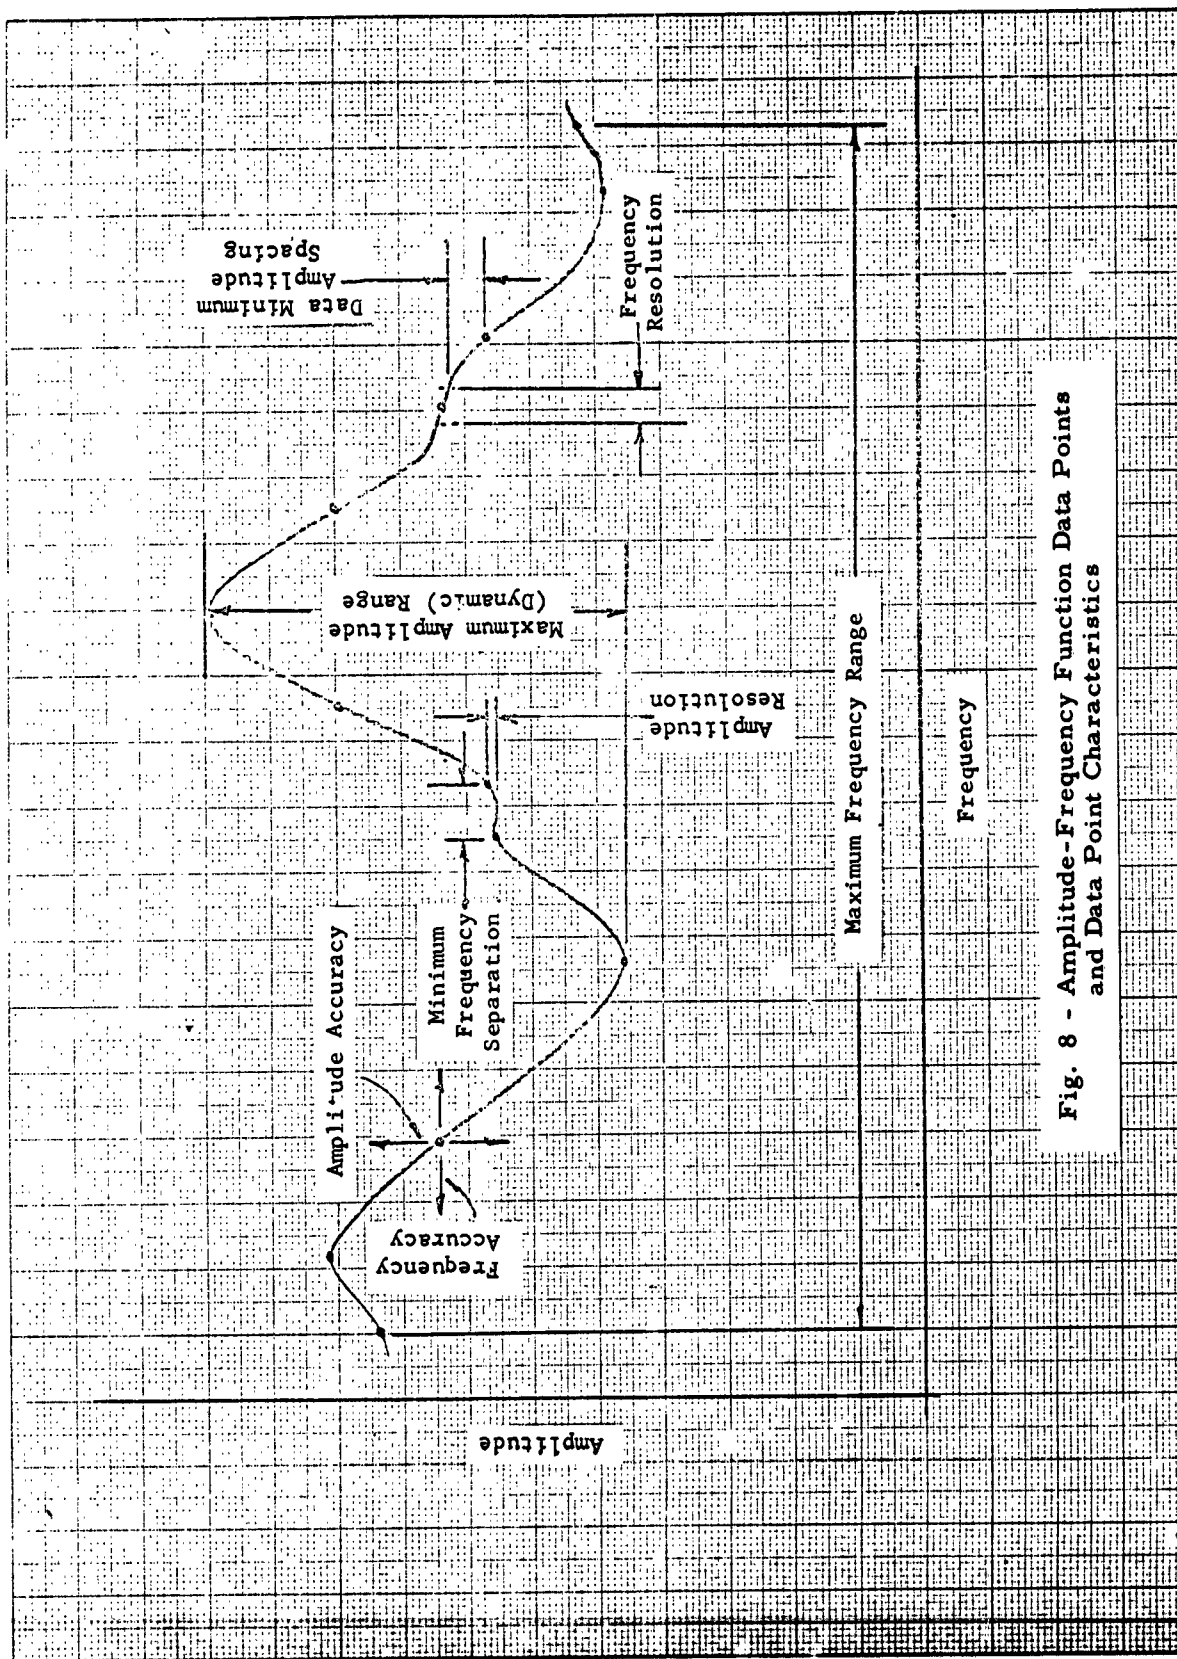 Amplitude
Frequency
Accuracy
Amplitude Accuracy
Minimum
Frequency
Separation
Amplitude
Resolution
Maximum Amplitude
(Dynamic) Range
Data Minimum
Amplitude
Spacing
Frequency
Resolution
Maximum Frequency Range
Frequency
Fig. 8 - Amplitude-Frequency Function Data Points
and Data Point Characteristics